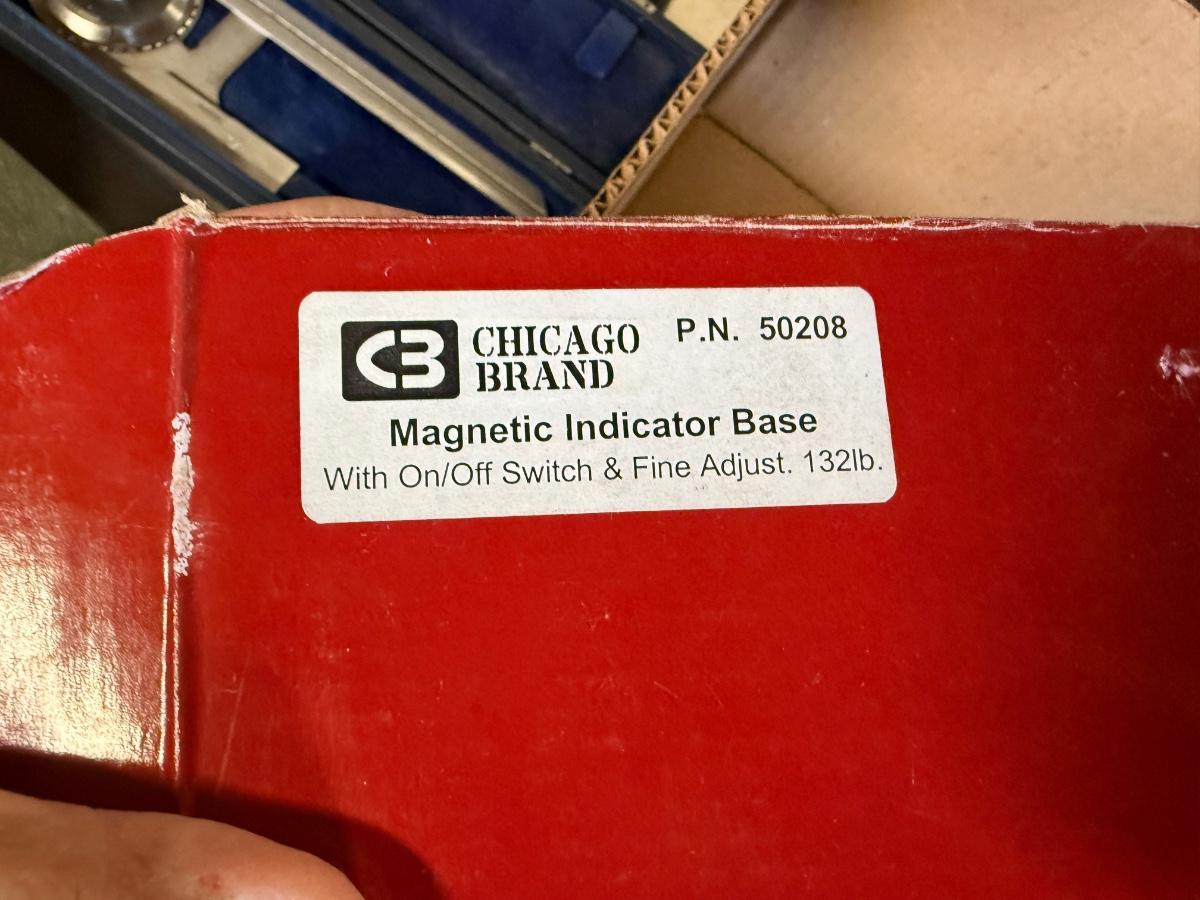 CB CHICAGO BRAND P.N. 50208
Magnetic Indicator Base
With On/Off Switch & Fine Adjust. 132lb.